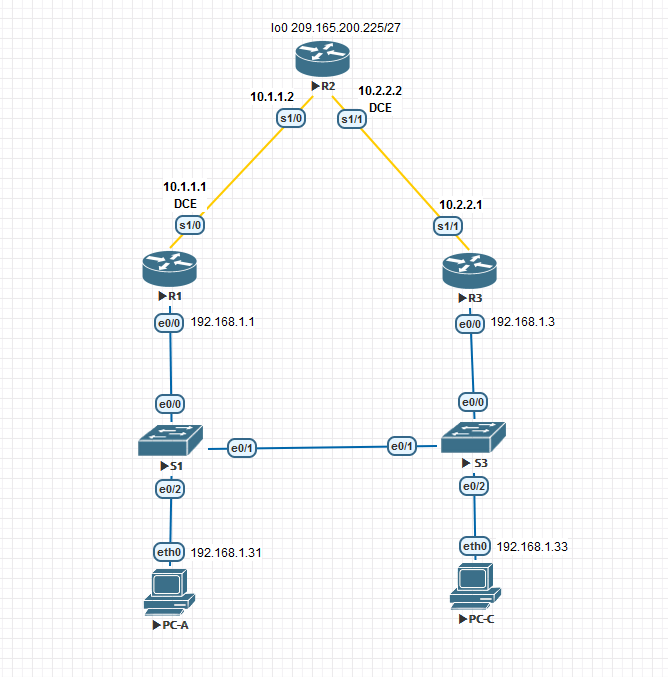 lo0 209.165.200.225/27
R2
10.1.1.2
10.2.2.2
DCE
s1/0
s1/1
10.1.1.1
DCE
10.2.2.1
s1/0
s1/1
R1
R3
e0/0
192.168.1.1
e0/0
192.168.1.3
e0/0
e0/0
e0/1
e0/1
S1
S3
e0/2
e0/2
eth0
192.168.1.31
eth0
192.168.1.33
PC-A
PC-C